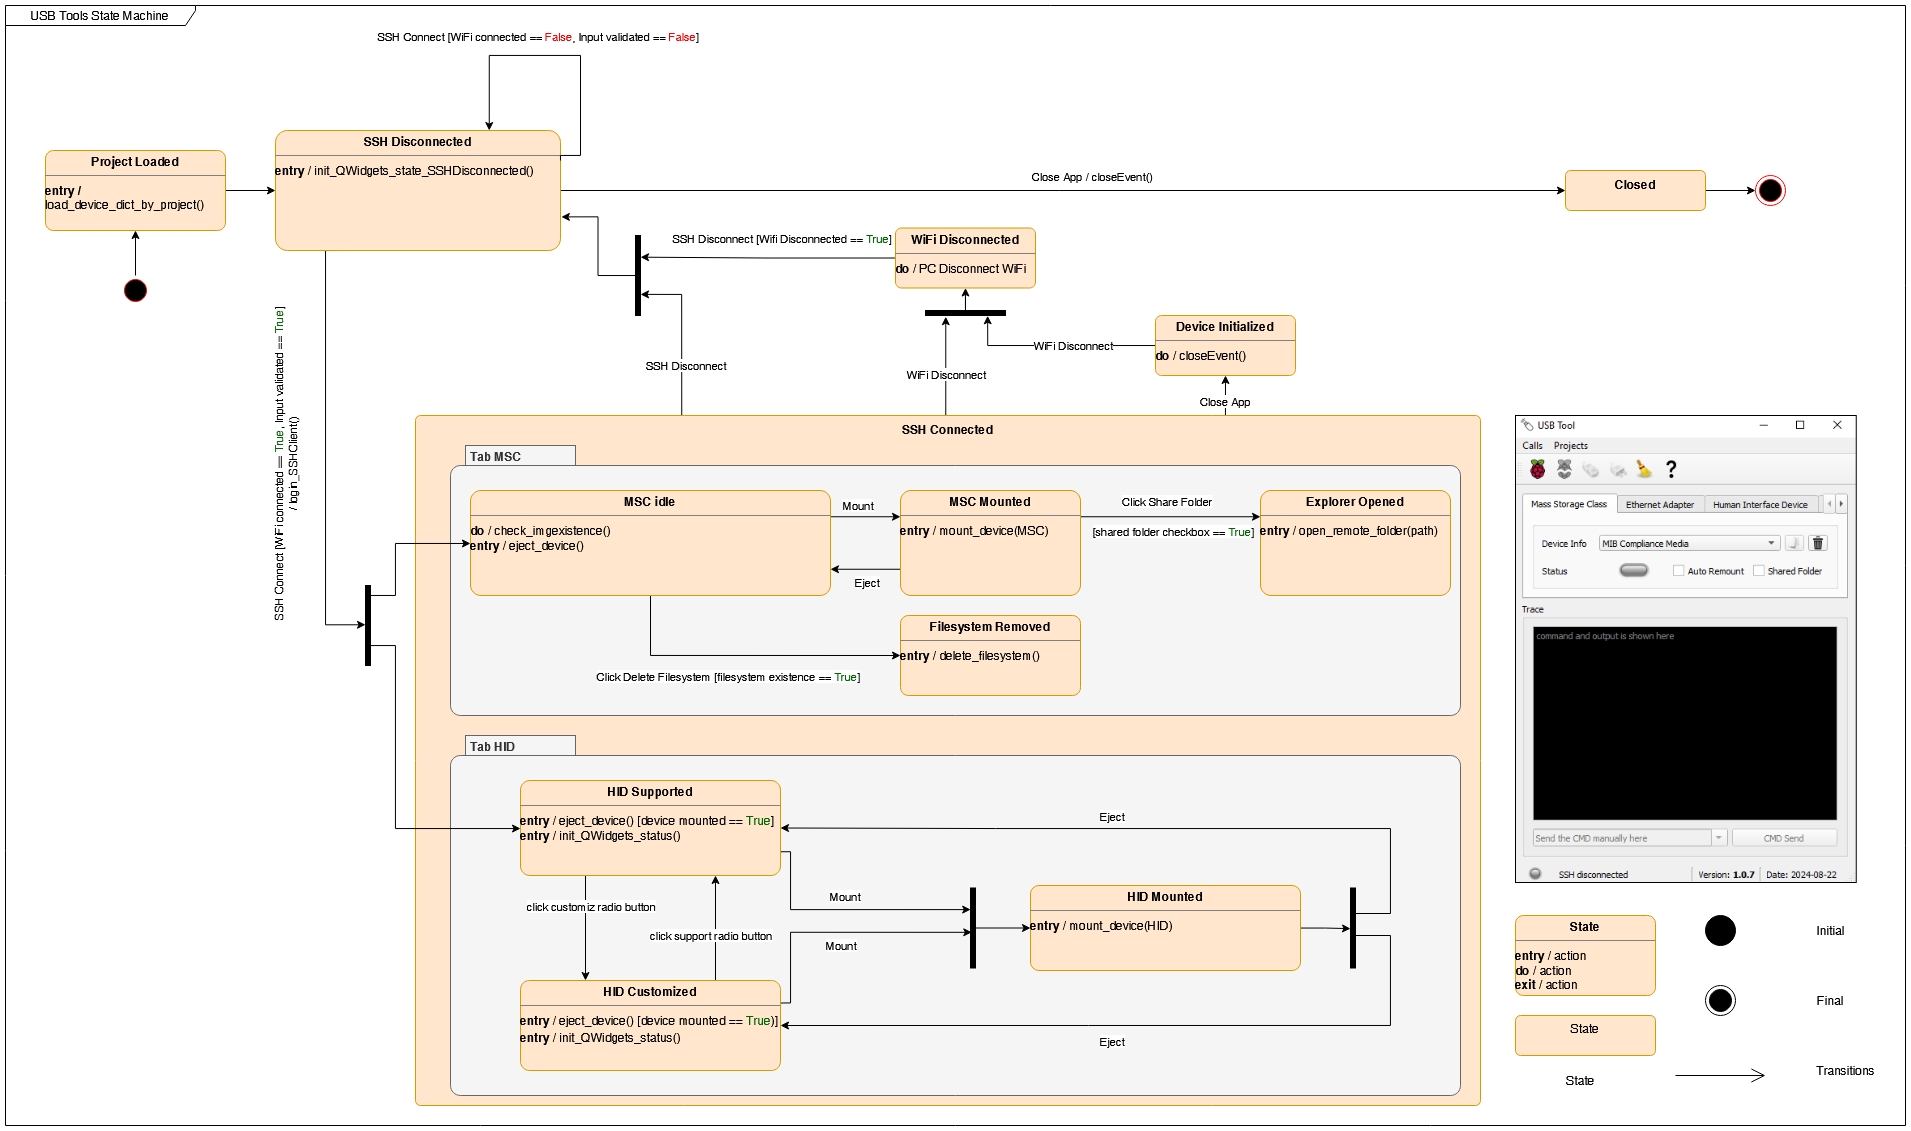 USB Tools State Machine
SSH Connect [WiFi connected == False, Input validated == False]
SSH Disconnected
entry / init_QWidgets_state_SSHDisconnected()
Project Loaded
entry /
load_device_dict_by_project()
Close App / closeEvent()
Closed
SSH Disconnect [Wifi Disconnected == True]
WiFi Disconnected
do / PC Disconnect WiFi
Device Initialized
do / closeEvent()
WiFi Disconnect
SSH Disconnect
WiFi Disconnect
Close App
SSH Connect [WiFi connected == True, Input validated == True]
/ login_SSHClient()
SSH Connected
Tab MSC
MSC idle
do / check_imgexistence()
entry / eject_device()
Mount
Eject
MSC Mounted
entry / mount_device(MSC)
Click Share Folder
[shared folder checkbox == True]
Explorer Opened
entry / open_remote_folder(path)
Filesystem Removed
entry / delete_filesystem()
Click Delete Filesystem [filesystem existence == True]
Tab HID
HID Supported
entry / eject_device() [device mounted == True]
entry / init_QWidgets_status()
Eject
click customiz radio button
click support radio button
Mount
Mount
HID Mounted
entry / mount_device(HID)
HID Customized
entry / eject_device() [device mounted == True)]
entry / init_QWidgets_status()
Eject
USB Tool
Calls Projects
?
Mass Storage Class Ethernet Adapter Human Interface Device
Device Info MIB Compliance Media
Status Auto Remount Shared Folder
Trace
command and output is shown here
Send the CMD manually here CMD Send
SSH disconnected Version: 1.0.7 Date: 2024-08-22
State
entry / action
do / action
exit / action
State
State
Initial
Final
Transitions